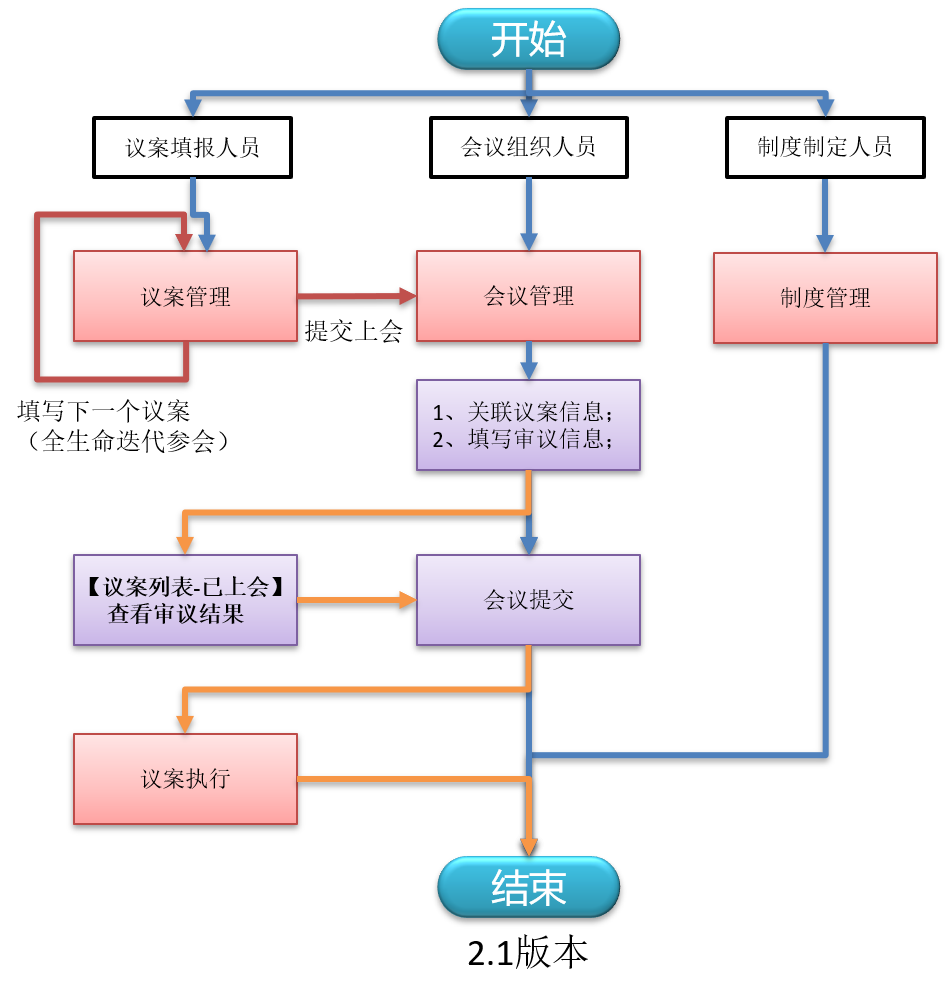 开始
议案填报人员
会议组织人员
制度制定人员
议案管理
会议管理
制度管理
提交上会
填写下一个议案
（全生命迭代参会）
1、关联议案信息；
2、填写审议信息；
【议案列表-已上会】
查看审议结果
会议提交
议案执行
结束
2.1版本